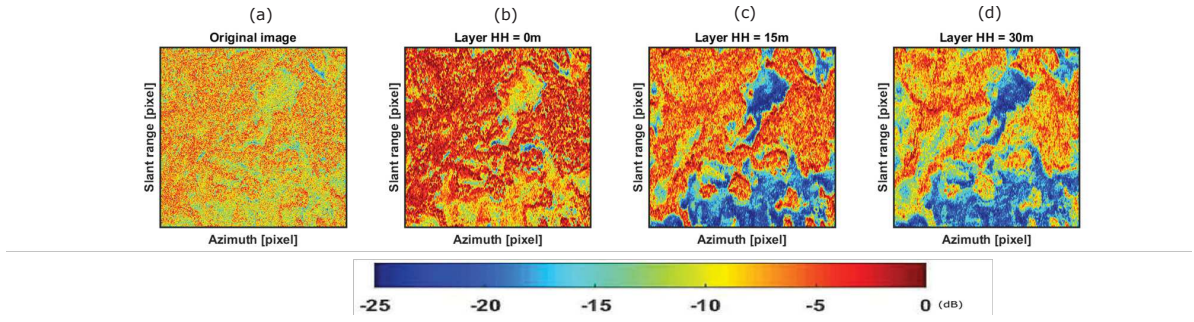 (a) (b) (c) (d)
Original image Layer HH = 0m Layer HH = 15m Layer HH = 30m
Slant range [pixel] Slant range [pixel] Slant range [pixel] Slant range [pixel]
Azimuth [pixel] Azimuth [pixel] Azimuth [pixel] Azimuth [pixel]
-25 -20 -15 -10 -5 0 (dB)